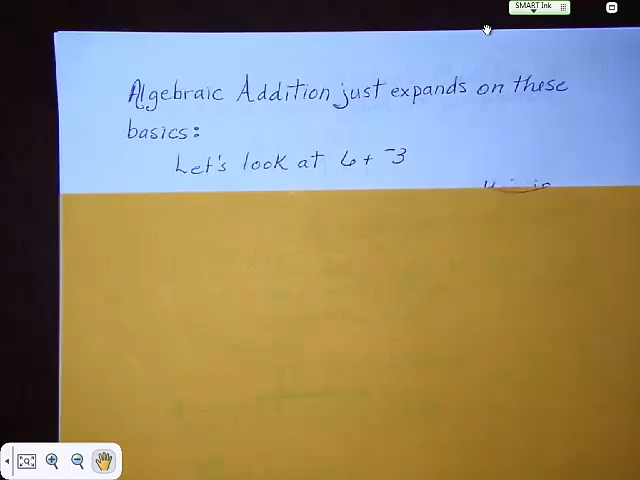 SMART Ink
Algebraic Addition just expands on these
basics:
Let's look at 6 + ⁻3